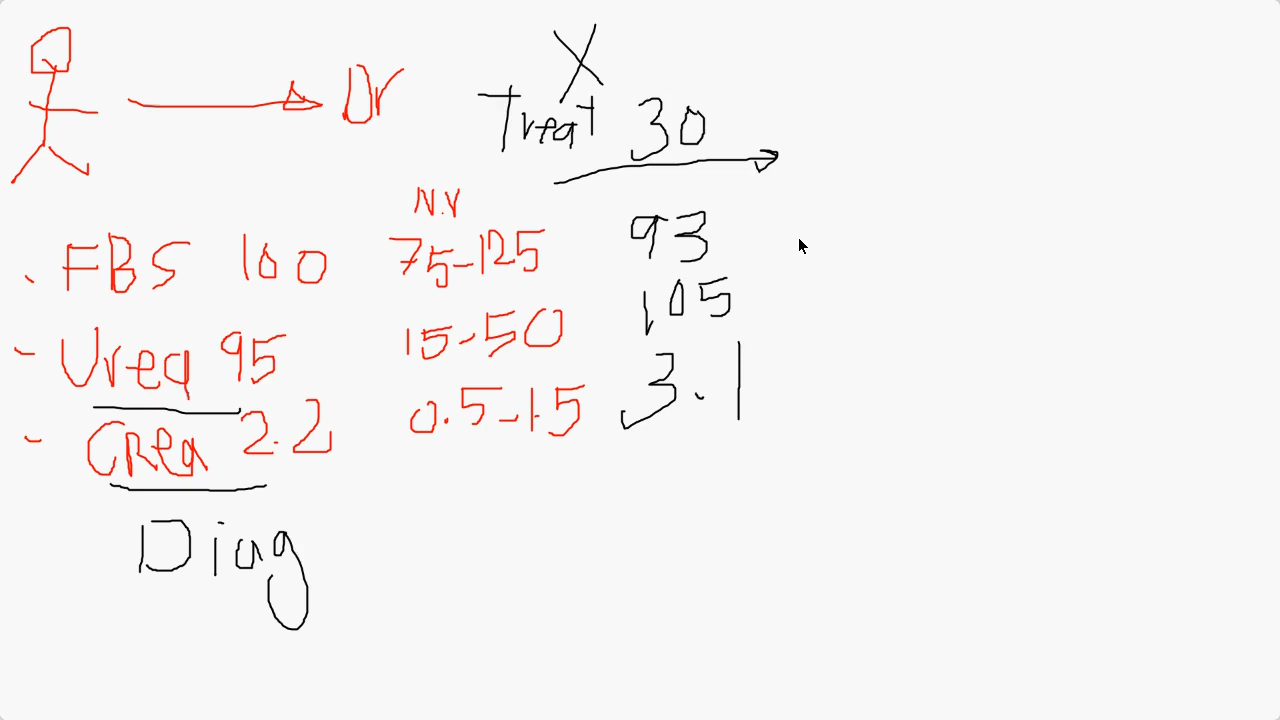 Dr
X
Treat 30
N.V
. FBS 100 75-125 93
- Urea 95 15-50 105
- Crea 2.2 0.5-1.5 3.1
Diag